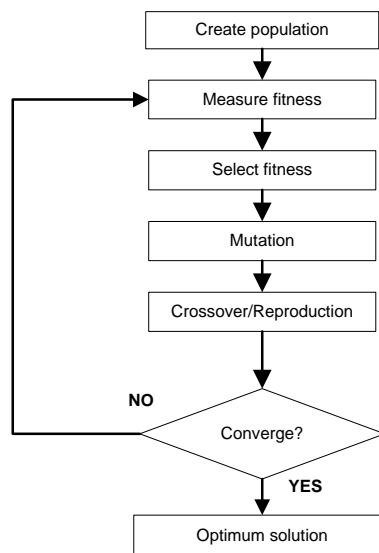 Create population
Measure fitness
Select fitness
Mutation
Crossover/Reproduction
NO
Converge?
YES
Optimum solution